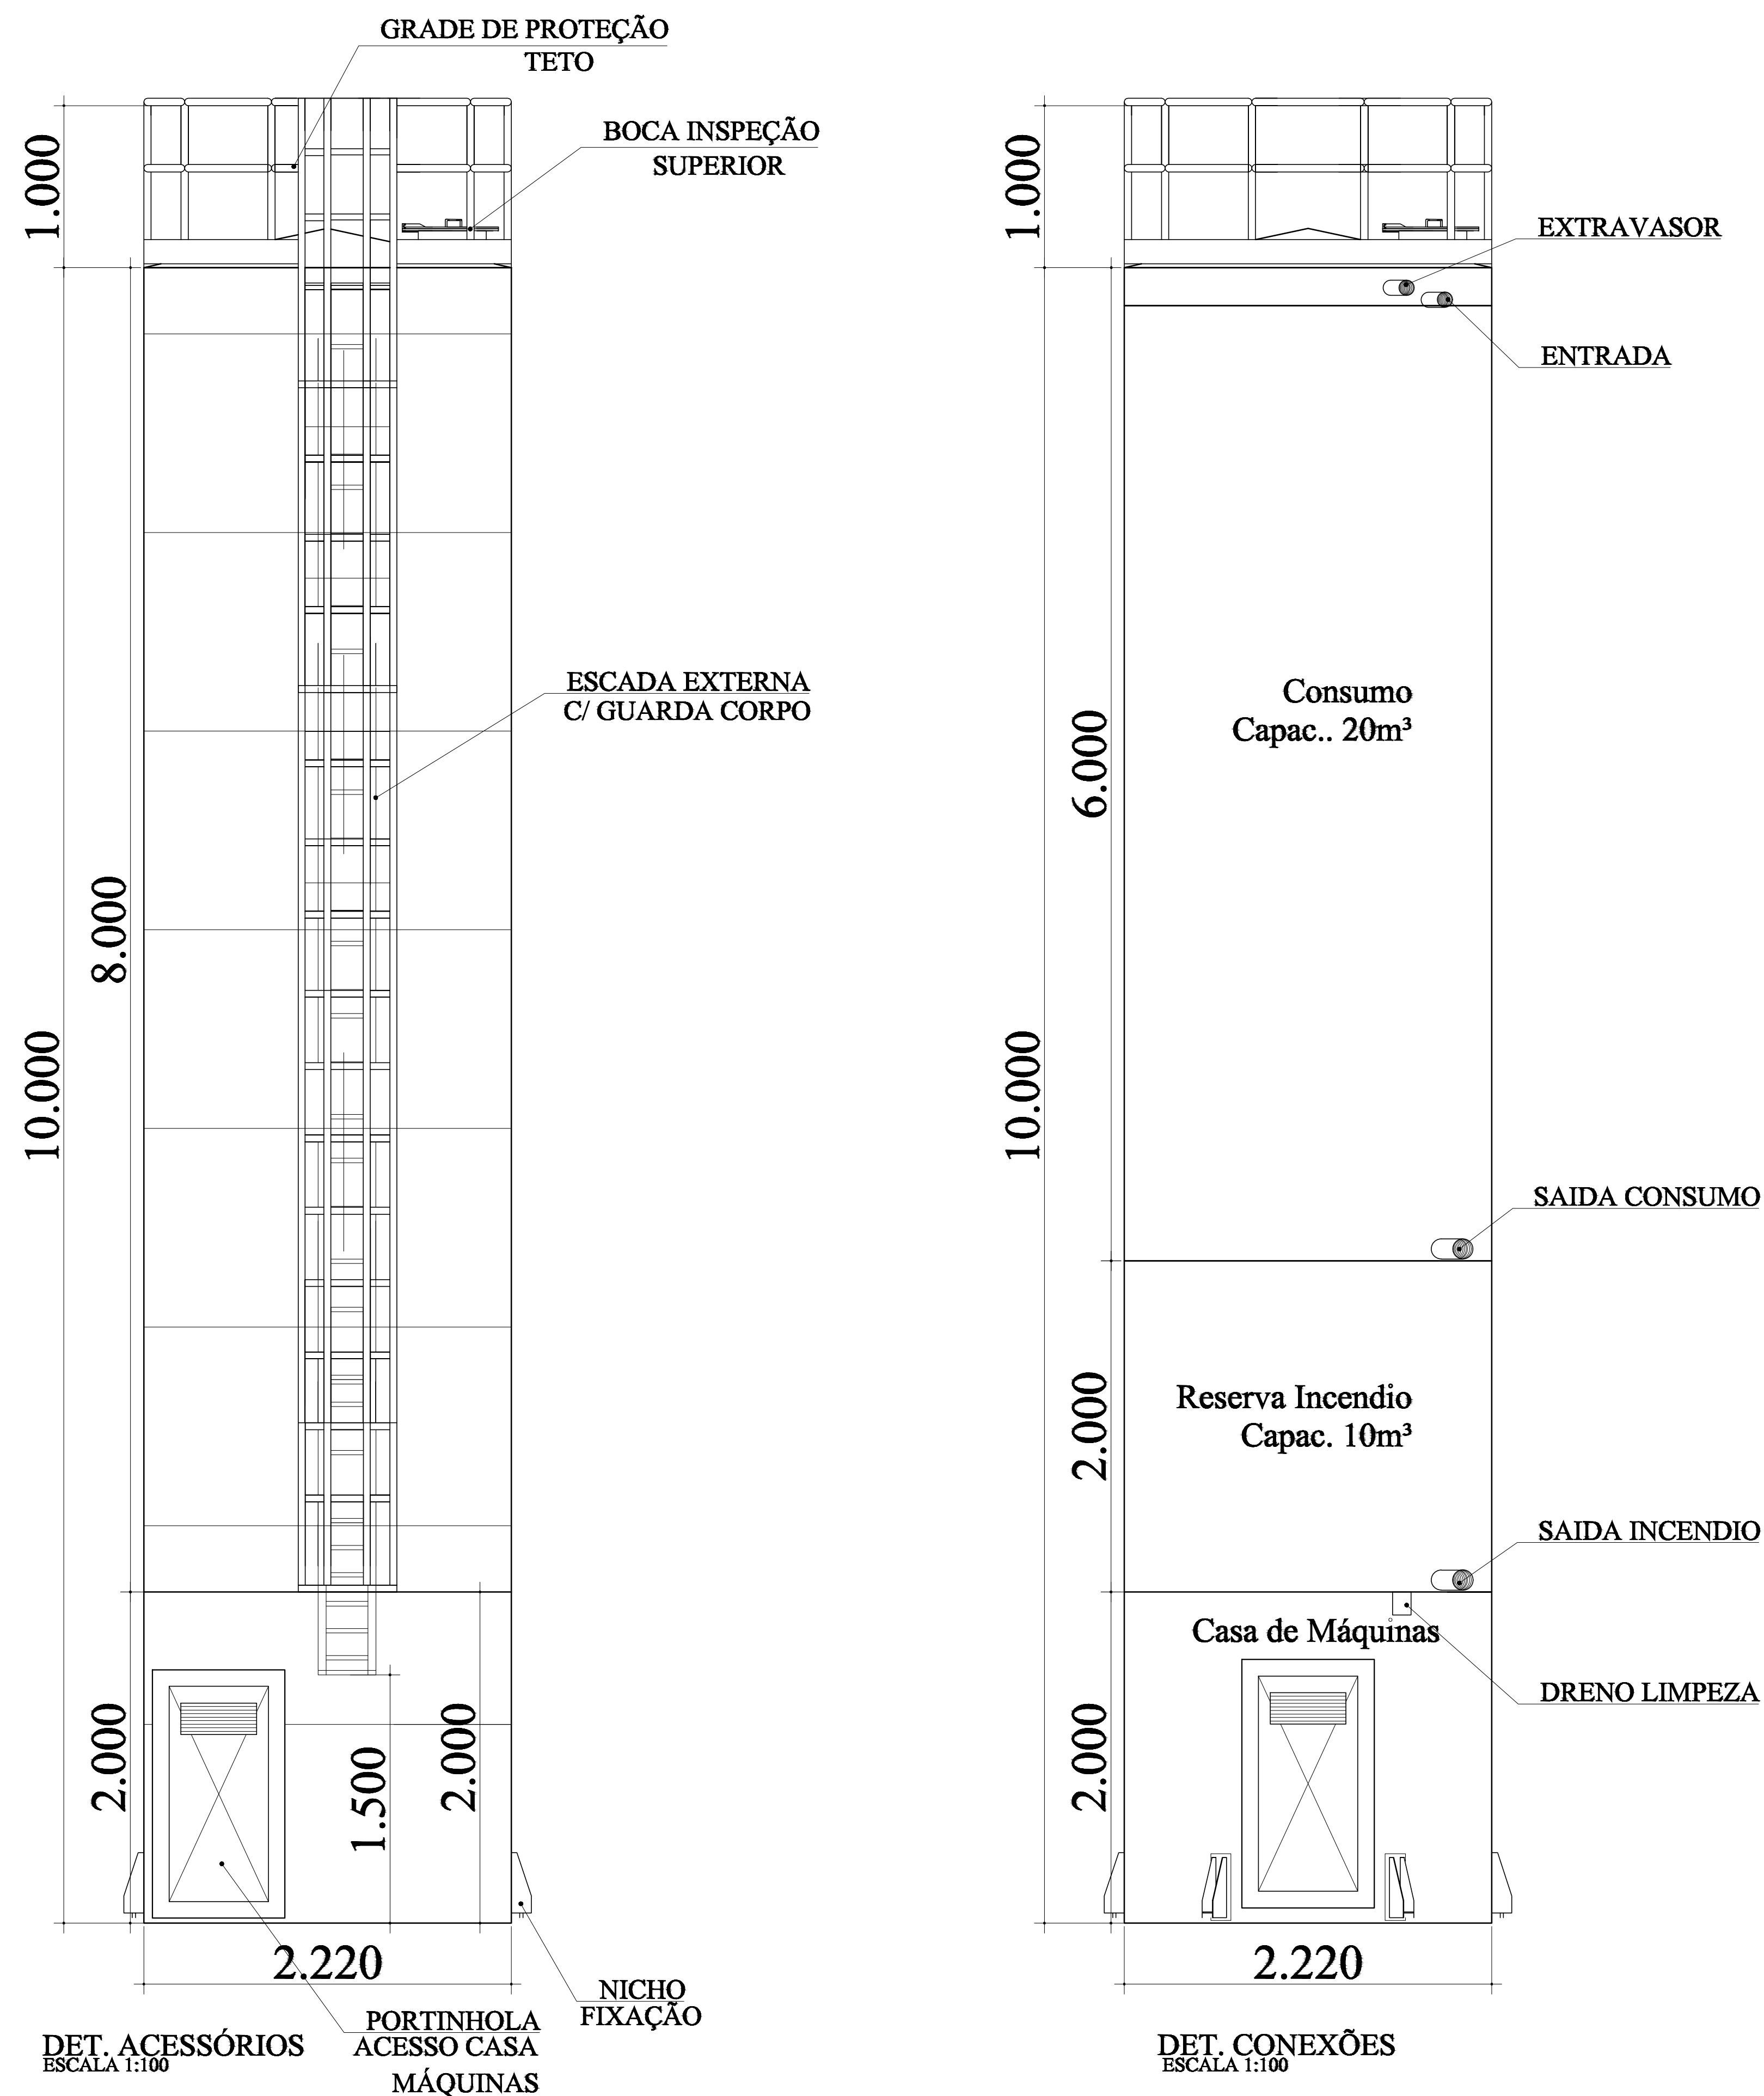 GRADE DE PROTEÇÃO
TETO
BOCA INSPEÇÃO
SUPERIOR
1.000
ESCADA EXTERNA
C/ GUARDA CORPO
8.000
10.000
2.000
1.500
2.000
2.220
NICHO
FIXAÇÃO
PORTINHOLA
ACESSO CASA
MÁQUINAS
DET. ACESSÓRIOS
ESCALA 1:100
1.000
EXTRAVASOR
ENTRADA
Consumo
Capac.. 20m³
6.000
10.000
SAIDA CONSUMO
Reserva Incendio
Capac. 10m³
2.000
SAIDA INCENDIO
Casa de Máquinas
DRENO LIMPEZA
2.000
2.220
DET. CONEXÕES
ESCALA 1:100